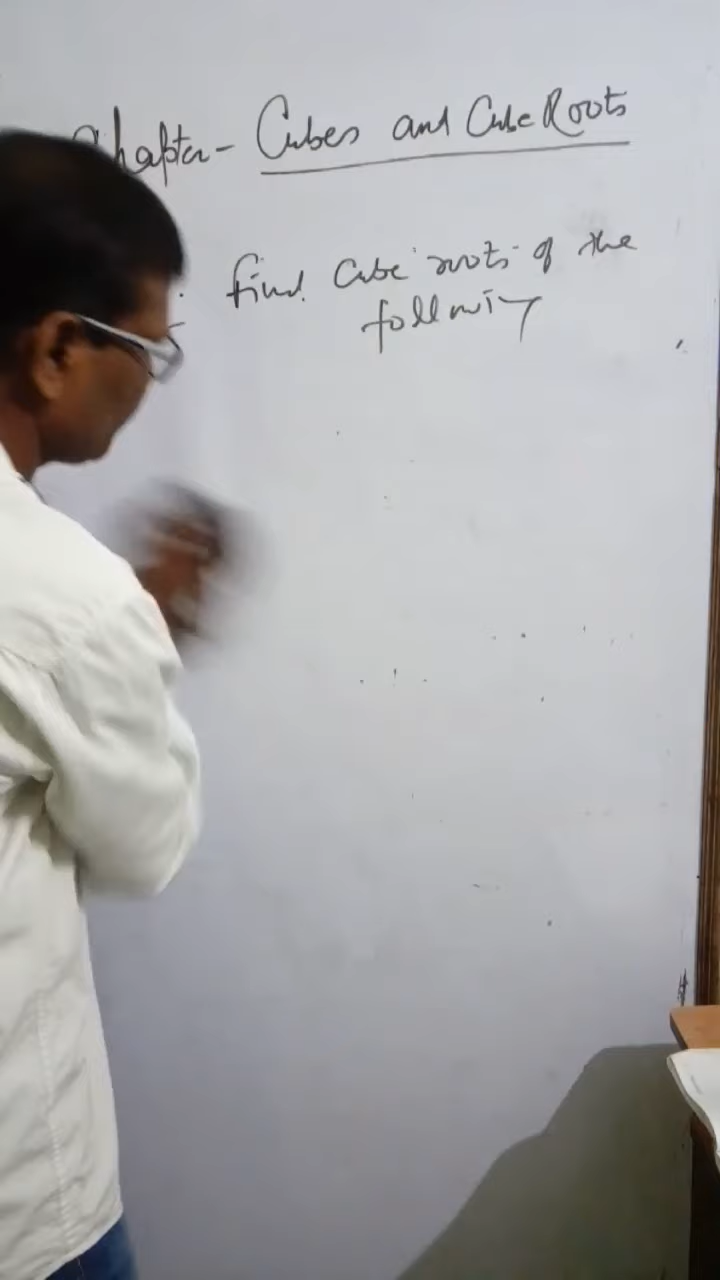 Chapter - Cubes and Cube Roots
find Cube roots of the
following